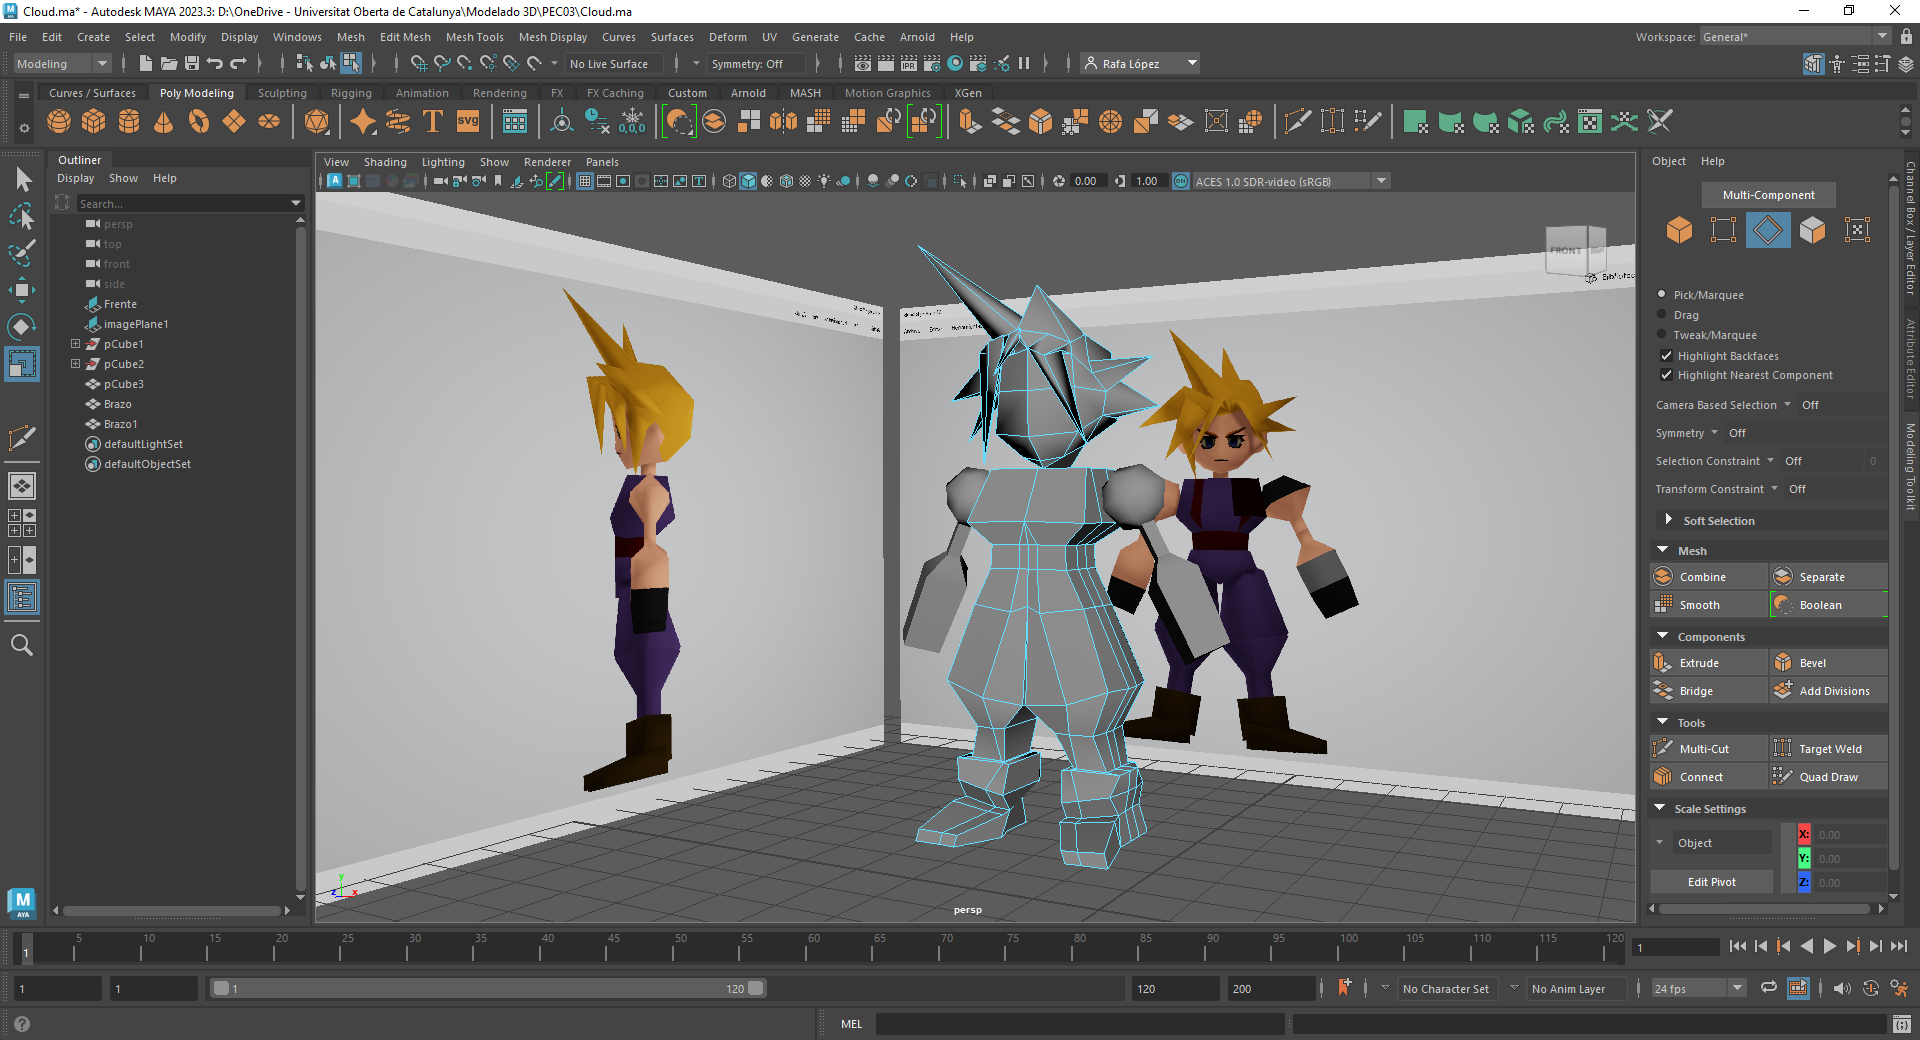 Cloud.ma* - Autodesk MAYA 2023.3: D:\OneDrive - Universitat Oberta de Catalunya\Modelado 3D\PEC03\Cloud.ma
File Edit Create Select Modify Display Windows Mesh Edit Mesh Mesh Tools Mesh Display Curves Surfaces Deform UV Generate Cache Arnold Help
Workspace: General*
Modeling No Live Surface Symmetry: Off IPR Rafa López
Curves / Surfaces Poly Modeling Sculpting Rigging Animation Rendering FX FX Caching Custom Arnold MASH Motion Graphics XGen
T SVG 0,0,0
Outliner
Display Show Help
Search...
persp
top
front
side
Frente
imagePlane1
pCube1
pCube2
pCube3
Brazo
Brazo1
defaultLightSet
defaultObjectSet
View Shading Lighting Show Renderer Panels
0.00 1.00 ON ACES 1.0 SDR-video (sRGB)
FRONT
persp
y
z x
Object Help
Multi-Component
Pick/Marquee
Drag
Tweak/Marquee
Highlight Backfaces
Highlight Nearest Component
Camera Based Selection Off
Symmetry Off
Selection Constraint Off 0
Transform Constraint Off
Soft Selection
Mesh
Combine Separate
Smooth Boolean
Components
Extrude Bevel
Bridge Add Divisions
Tools
Multi-Cut Target Weld
Connect Quad Draw
Scale Settings
Object
X: 0.00
Y: 0.00
Z: 0.00
Edit Pivot
Channel Box / Layer Editor
Attribute Editor
Modeling Toolkit
M
AYA
1 5 10 15 20 25 30 35 40 45 50 55 60 65 70 75 80 85 90 95 100 105 110 115 120
1
1 1 1 120 120 200 No Character Set No Anim Layer 24 fps
MEL